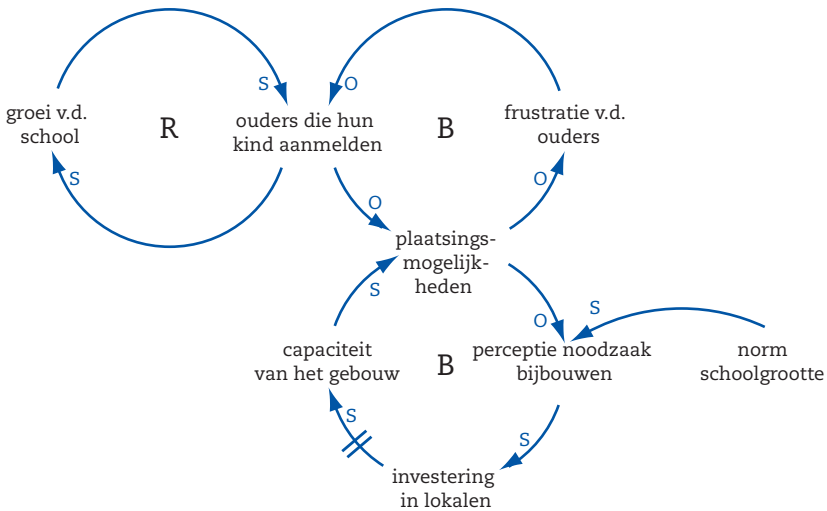 S
O
groei v.d.
school
R
ouders die hun
kind aanmelden
B
frustratie v.d.
ouders
S
O
O
plaatsings-
mogelijk-
heden
S
O
S
capaciteit
van het gebouw
B
perceptie noodzaak
bijbouwen
norm
schoolgrootte
S
S
investering
in lokalen